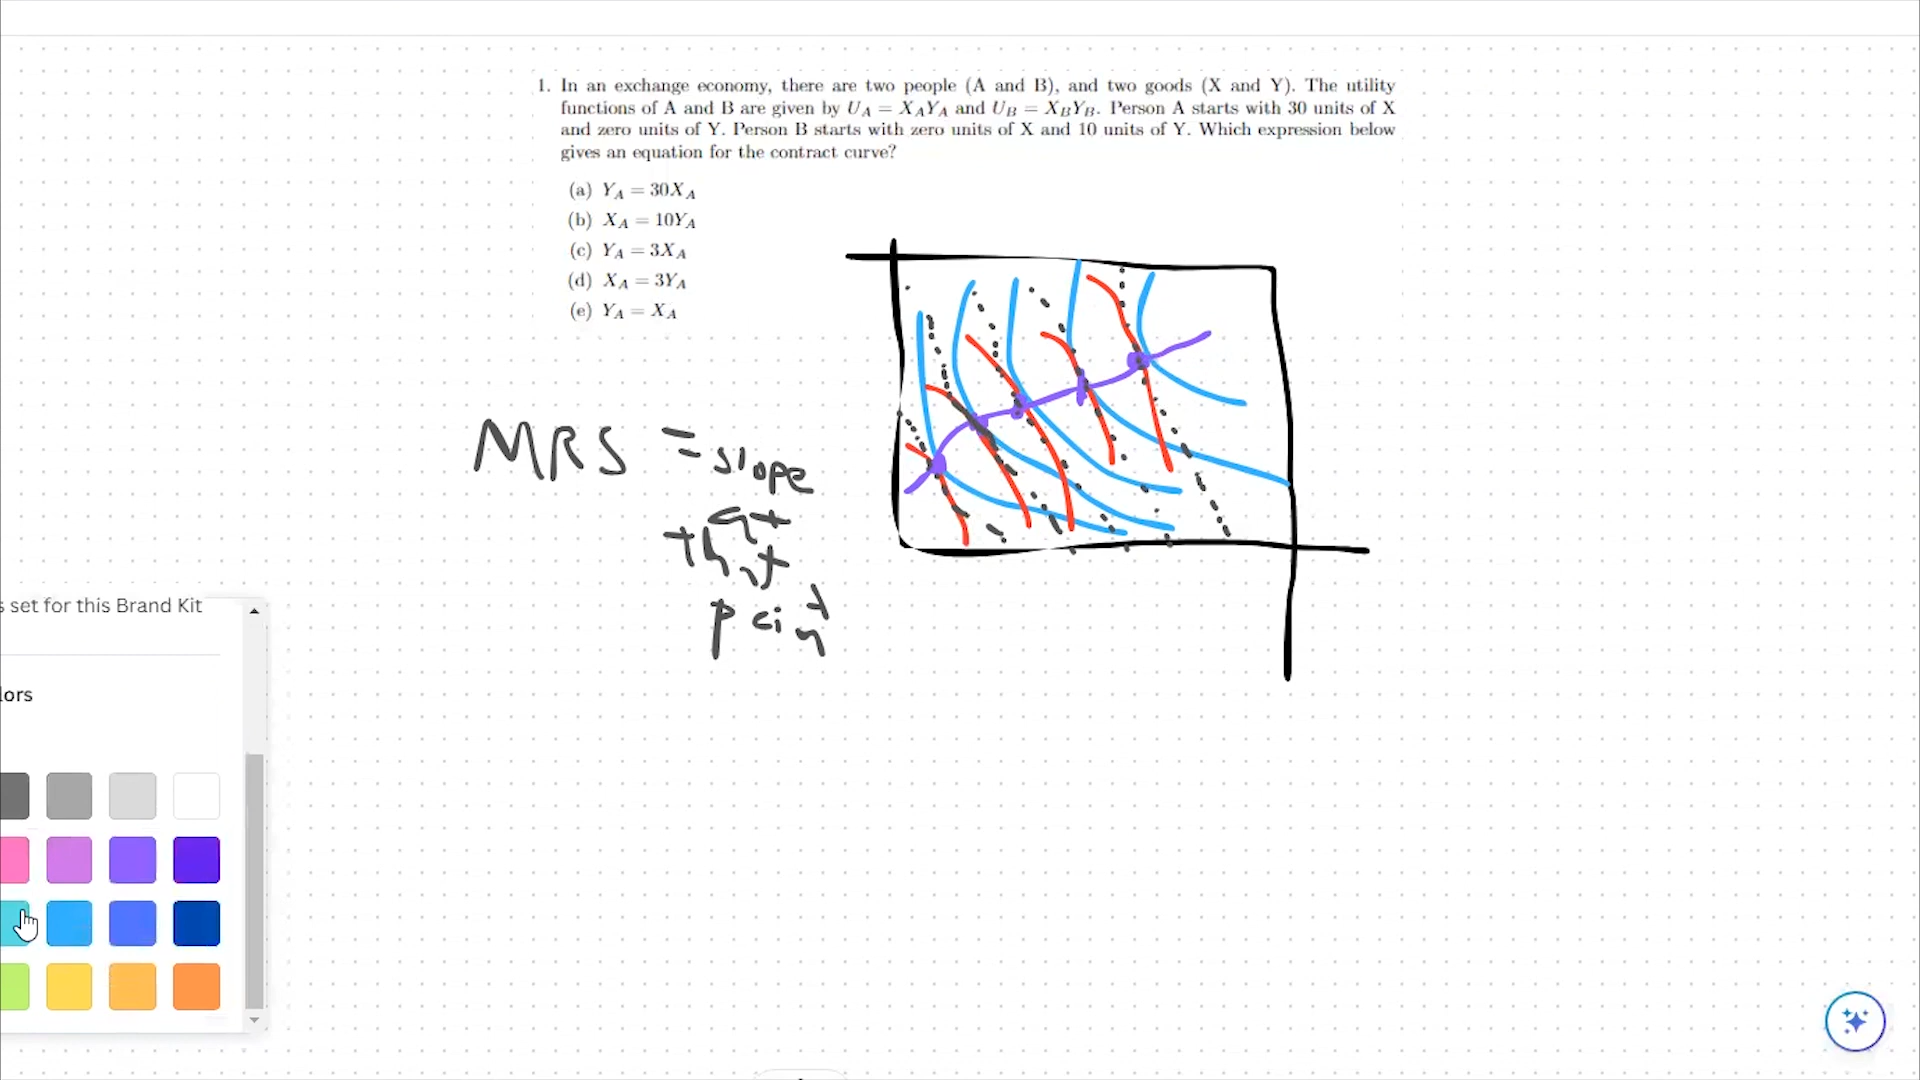 1. In an exchange economy, there are two people (A and B), and two goods (X and Y). The utility
functions of A and B are given by U_A = X_AY_A and U_B = X_BY_B. Person A starts with 30 units of X
and zero units of Y. Person B starts with zero units of X and 10 units of Y. Which expression below
gives an equation for the contract curve?
(a) Y_A = 30X_A
(b) X_A = 10Y_A
(c) Y_A = 3X_A
(d) X_A = 3Y_A
(e) Y_A = X_A
MRS = slope
at
that
point
s set for this Brand Kit
lors